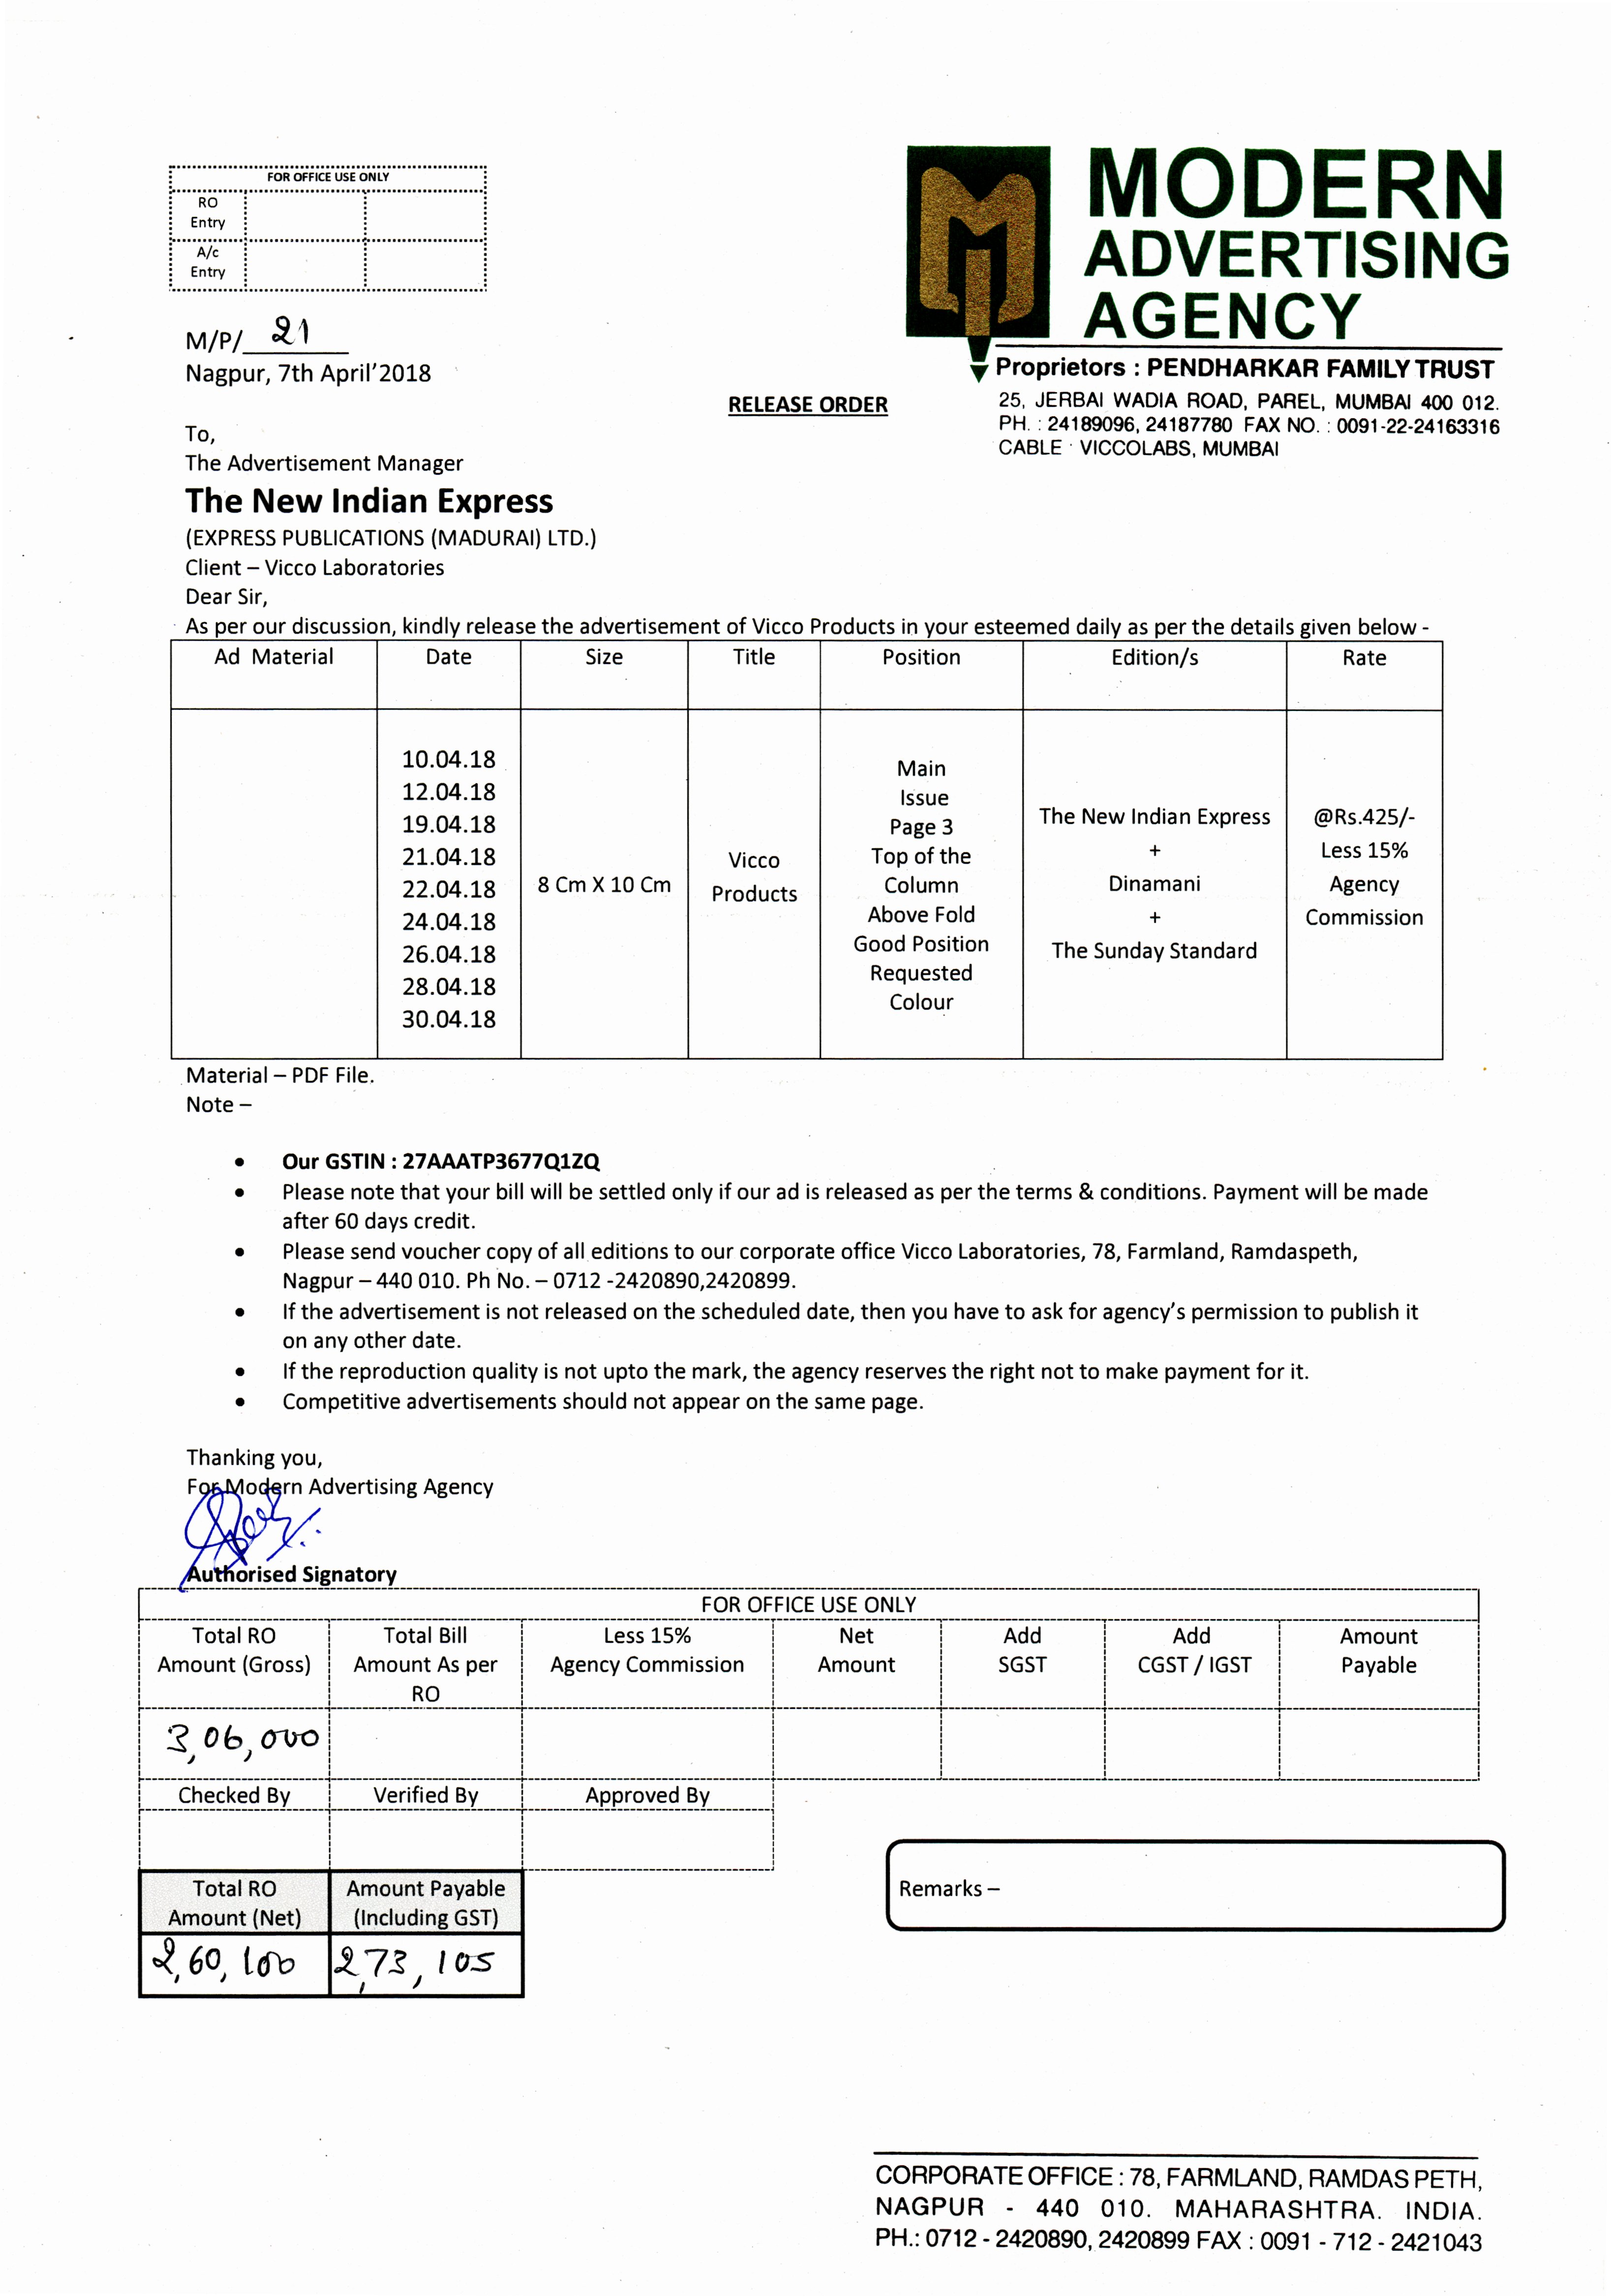 FOR OFFICE USE ONLY
RO
Entry
A/c
Entry
MODERN
ADVERTISING
AGENCY
Proprietors : PENDHARKAR FAMILY TRUST
25, JERBAI WADIA ROAD, PAREL, MUMBAI 400 012.
PH. : 24189096, 24187780 FAX NO. : 0091-22-24163316
CABLE : VICCOLABS, MUMBAI
M/P/ 21
Nagpur, 7th April'2018
RELEASE ORDER
To,
The Advertisement Manager
The New Indian Express
(EXPRESS PUBLICATIONS (MADURAI) LTD.)
Client – Vicco Laboratories
Dear Sir,
As per our discussion, kindly release the advertisement of Vicco Products in your esteemed daily as per the details given below -
Ad Material Date Size Title Position Edition/s Rate
10.04.18
12.04.18
19.04.18
21.04.18
22.04.18
24.04.18
26.04.18
28.04.18
30.04.18
8 Cm X 10 Cm
Vicco
Products
Main
Issue
Page 3
Top of the
Column
Above Fold
Good Position
Requested
Colour
The New Indian Express
+
Dinamani
+
The Sunday Standard
@Rs.425/-
Less 15%
Agency
Commission
Material – PDF File.
Note –
• Our GSTIN : 27AAATP3677Q1ZQ
• Please note that your bill will be settled only if our ad is released as per the terms & conditions. Payment will be made
after 60 days credit.
• Please send voucher copy of all editions to our corporate office Vicco Laboratories, 78, Farmland, Ramdaspeth,
Nagpur – 440 010. Ph No. – 0712 -2420890,2420899.
• If the advertisement is not released on the scheduled date, then you have to ask for agency's permission to publish it
on any other date.
• If the reproduction quality is not upto the mark, the agency reserves the right not to make payment for it.
• Competitive advertisements should not appear on the same page.
Thanking you,
For Modern Advertising Agency
Authorised Signatory
FOR OFFICE USE ONLY
Total RO
Amount (Gross)
Total Bill
Amount As per
RO
Less 15%
Agency Commission
Net
Amount
Add
SGST
Add
CGST / IGST
Amount
Payable
3,06,000
Checked By Verified By Approved By
Total RO
Amount (Net)
Amount Payable
(Including GST)
2,60,100 2,73,105
Remarks –
CORPORATE OFFICE : 78, FARMLAND, RAMDAS PETH,
NAGPUR - 440 010. MAHARASHTRA. INDIA.
PH.: 0712 - 2420890, 2420899 FAX : 0091 - 712 - 2421043